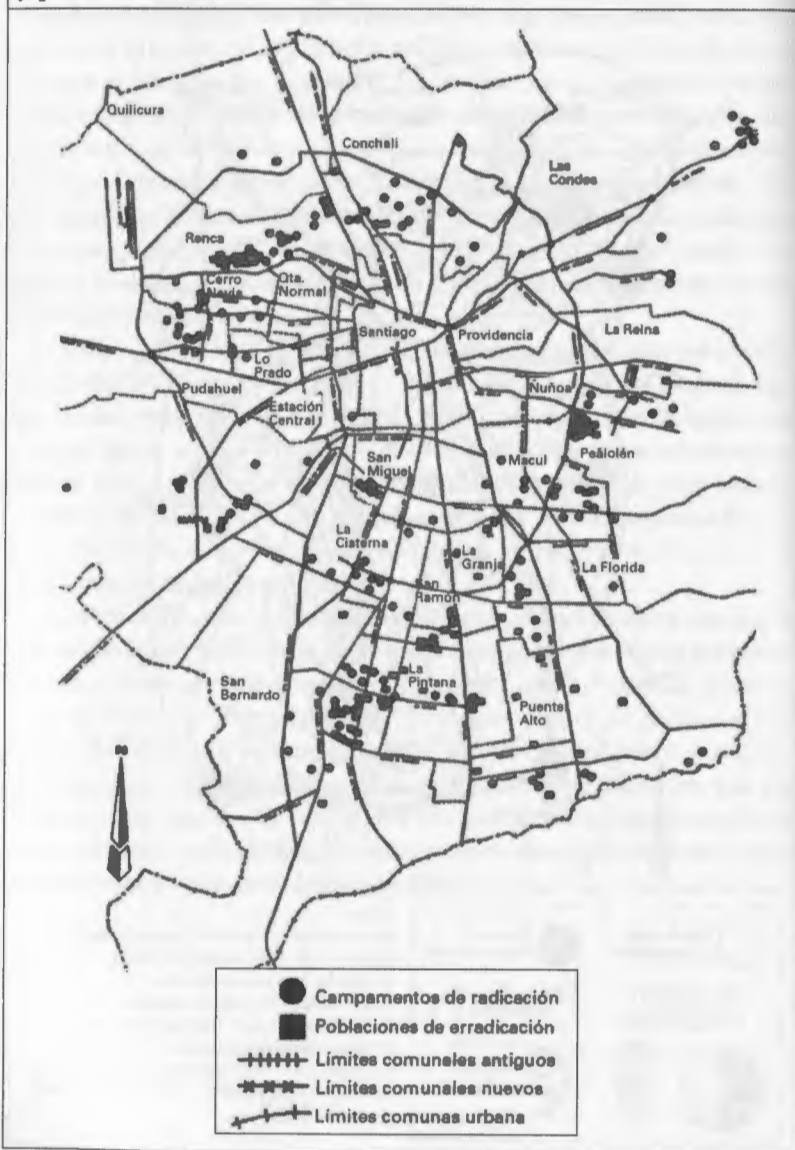 Quilicura
Conchalí
Las
Condes
Renca
Cerro
Navia
Qta.
Normal
Santiago
Providencia
La Reina
Lo
Prado
Pudahuel
Ñuñoa
Estación
Central
San
Miguel
Macul
Peñlolén
La
Cisterna
La
Granja
La Florida
San
Ramón
La
Pintana
San
Bernardo
Puente
Alto
Campamentos de radicación
Poblaciones de erradicación
Límites comunales antiguos
Límites comunales nuevos
Límites comunas urbana